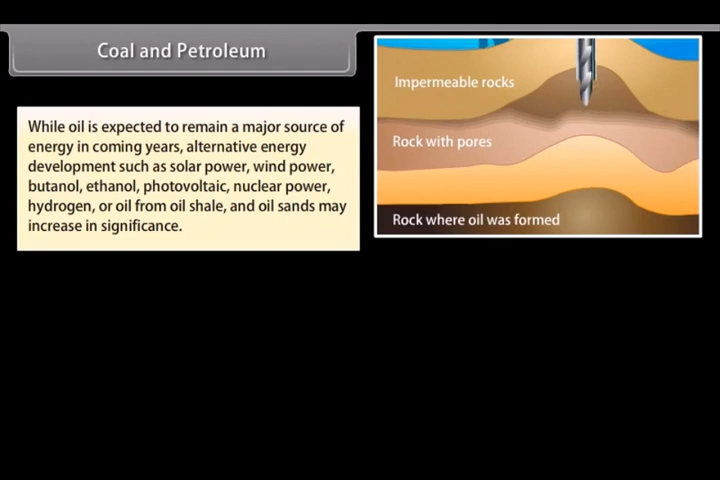 Coal and Petroleum
While oil is expected to remain a major source of
energy in coming years, alternative energy
development such as solar power, wind power,
butanol, ethanol, photovoltaic, nuclear power,
hydrogen, or oil from oil shale, and oil sands may
increase in significance.
Impermeable rocks
Rock with pores
Rock where oil was formed